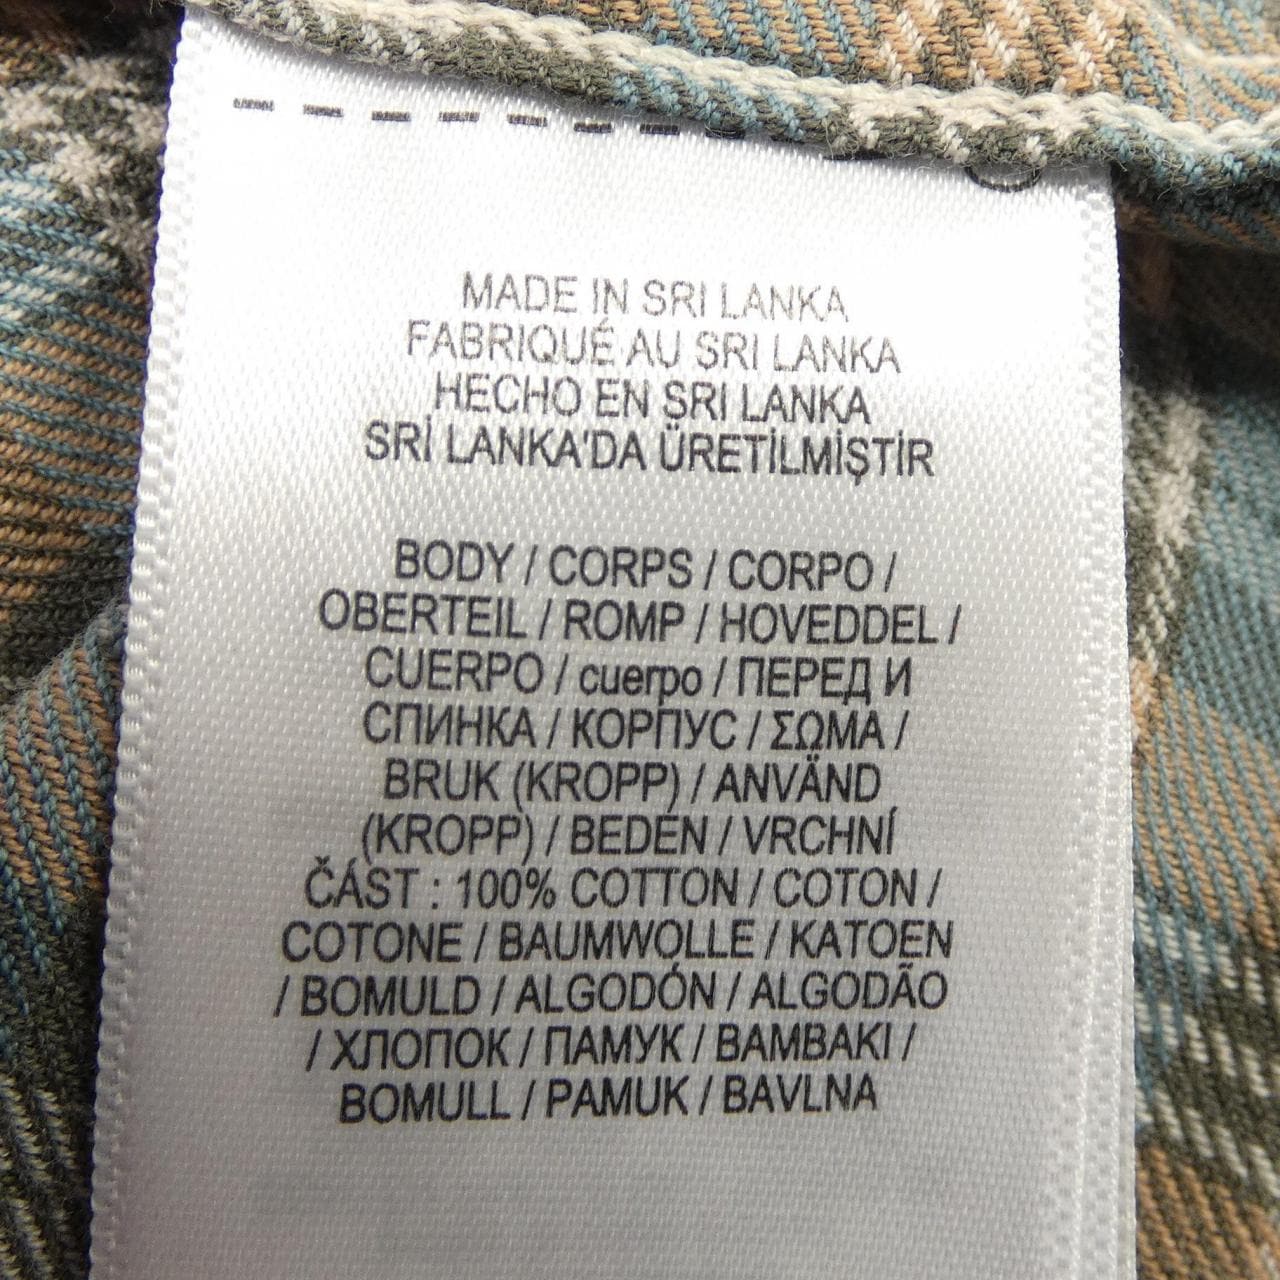 MADE IN SRI LANKA
FABRIQUÉ AU SRI LANKA
HECHO EN SRI LANKA
SRİ LANKA'DA ÜRETİLMİŞTİR
BODY / CORPS / CORPO /
OBERTEIL / ROMP / HOVEDDEL /
CUERPO / cuerpo / ПЕРЕД И
СПИНКА / КОРПУС / ΣΩΜΑ /
BRUK (KROPP) / ANVÄND
(KROPP) / BEDEN / VRCHNÍ
ČÁST : 100% COTTON / COTON /
COTONE / BAUMWOLLE / KATOEN
/ BOMULD / ALGODÓN / ALGODÃO
/ ХЛОПОК / ПАМУК / ΒΑΜΒΑΚΙ /
BOMULL / PAMUK / BAVLNA